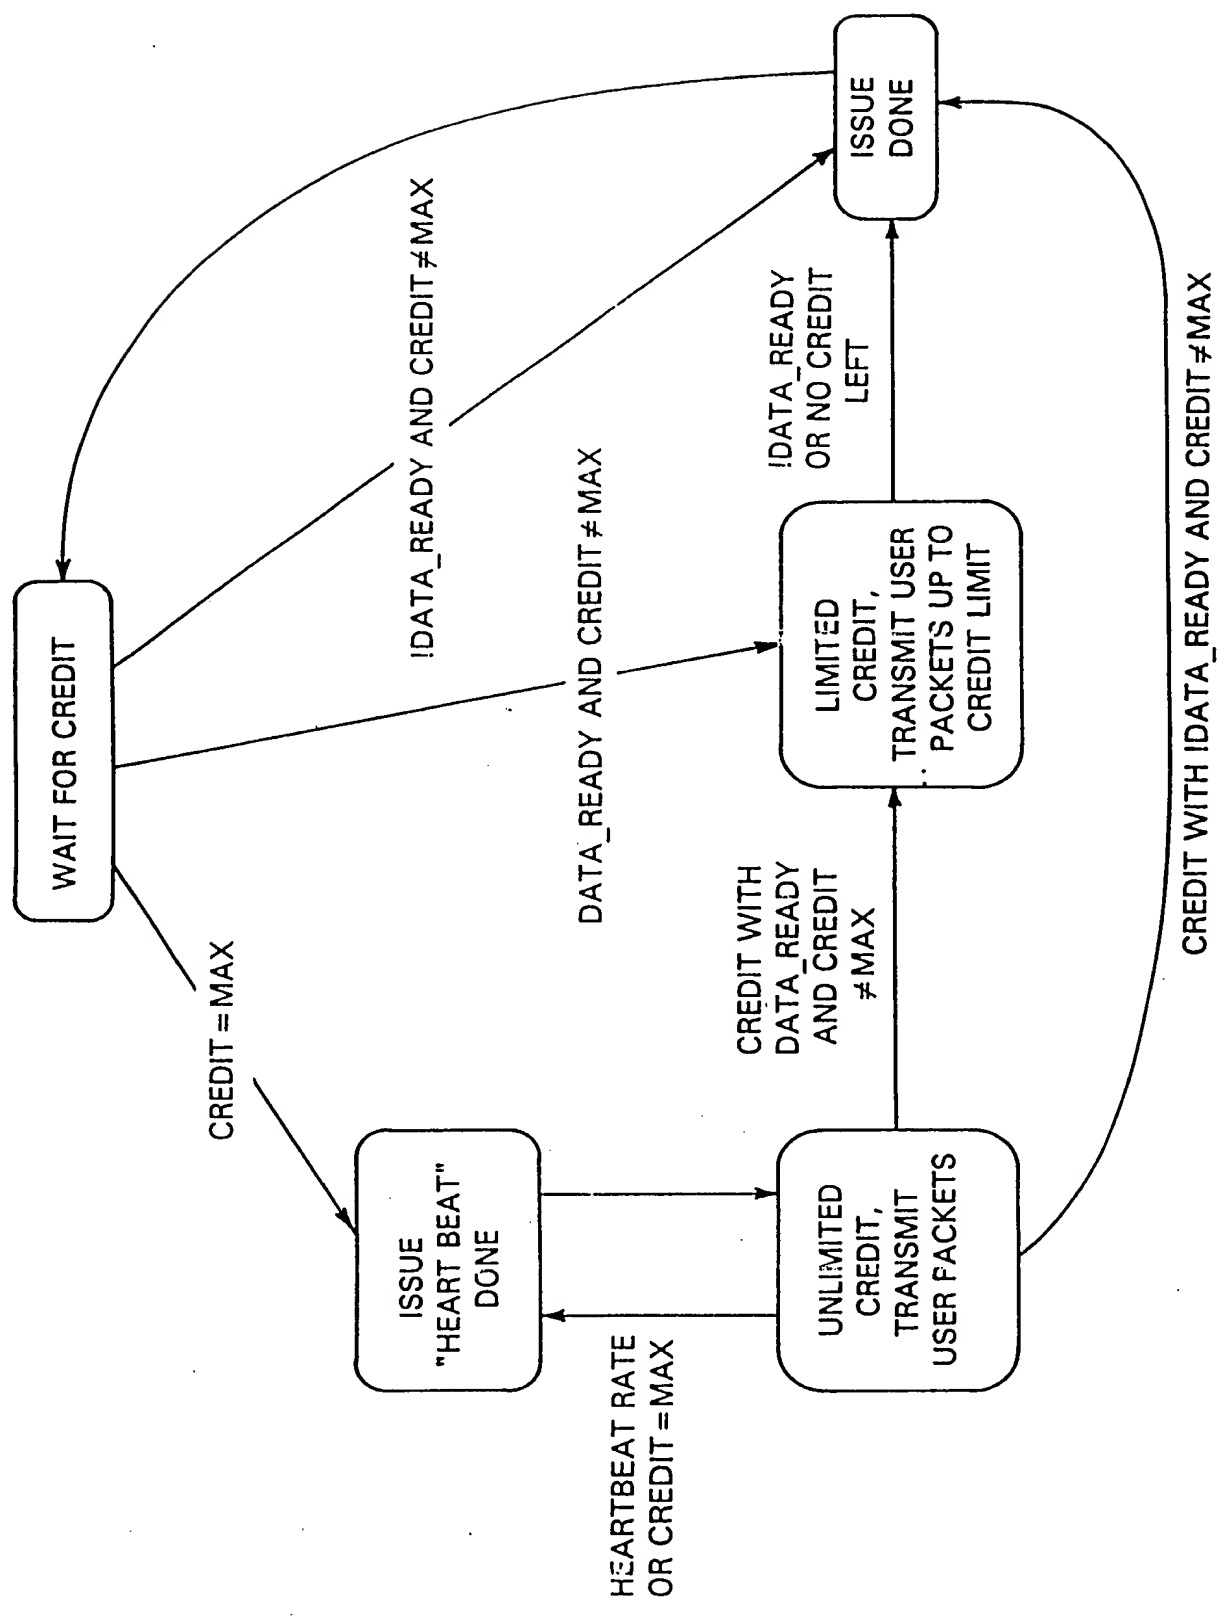 WAIT FOR CREDIT
CREDIT=MAX
!DATA_READY AND CREDIT≠MAX
DATA_READY AND CREDIT≠MAX
ISSUE
"HEART BEAT"
DONE
HEARTBEAT RATE
OR CREDIT=MAX
UNLIMITED
CREDIT,
TRANSMIT
USER PACKETS
CREDIT WITH
DATA_READY
AND CREDIT
≠MAX
LIMITED
CREDIT,
TRANSMIT USER
PACKETS UP TO
CREDIT LIMIT
!DATA_READY
OR NO CREDIT
LEFT
ISSUE
DONE
CREDIT WITH !DATA_READY AND CREDIT≠MAX